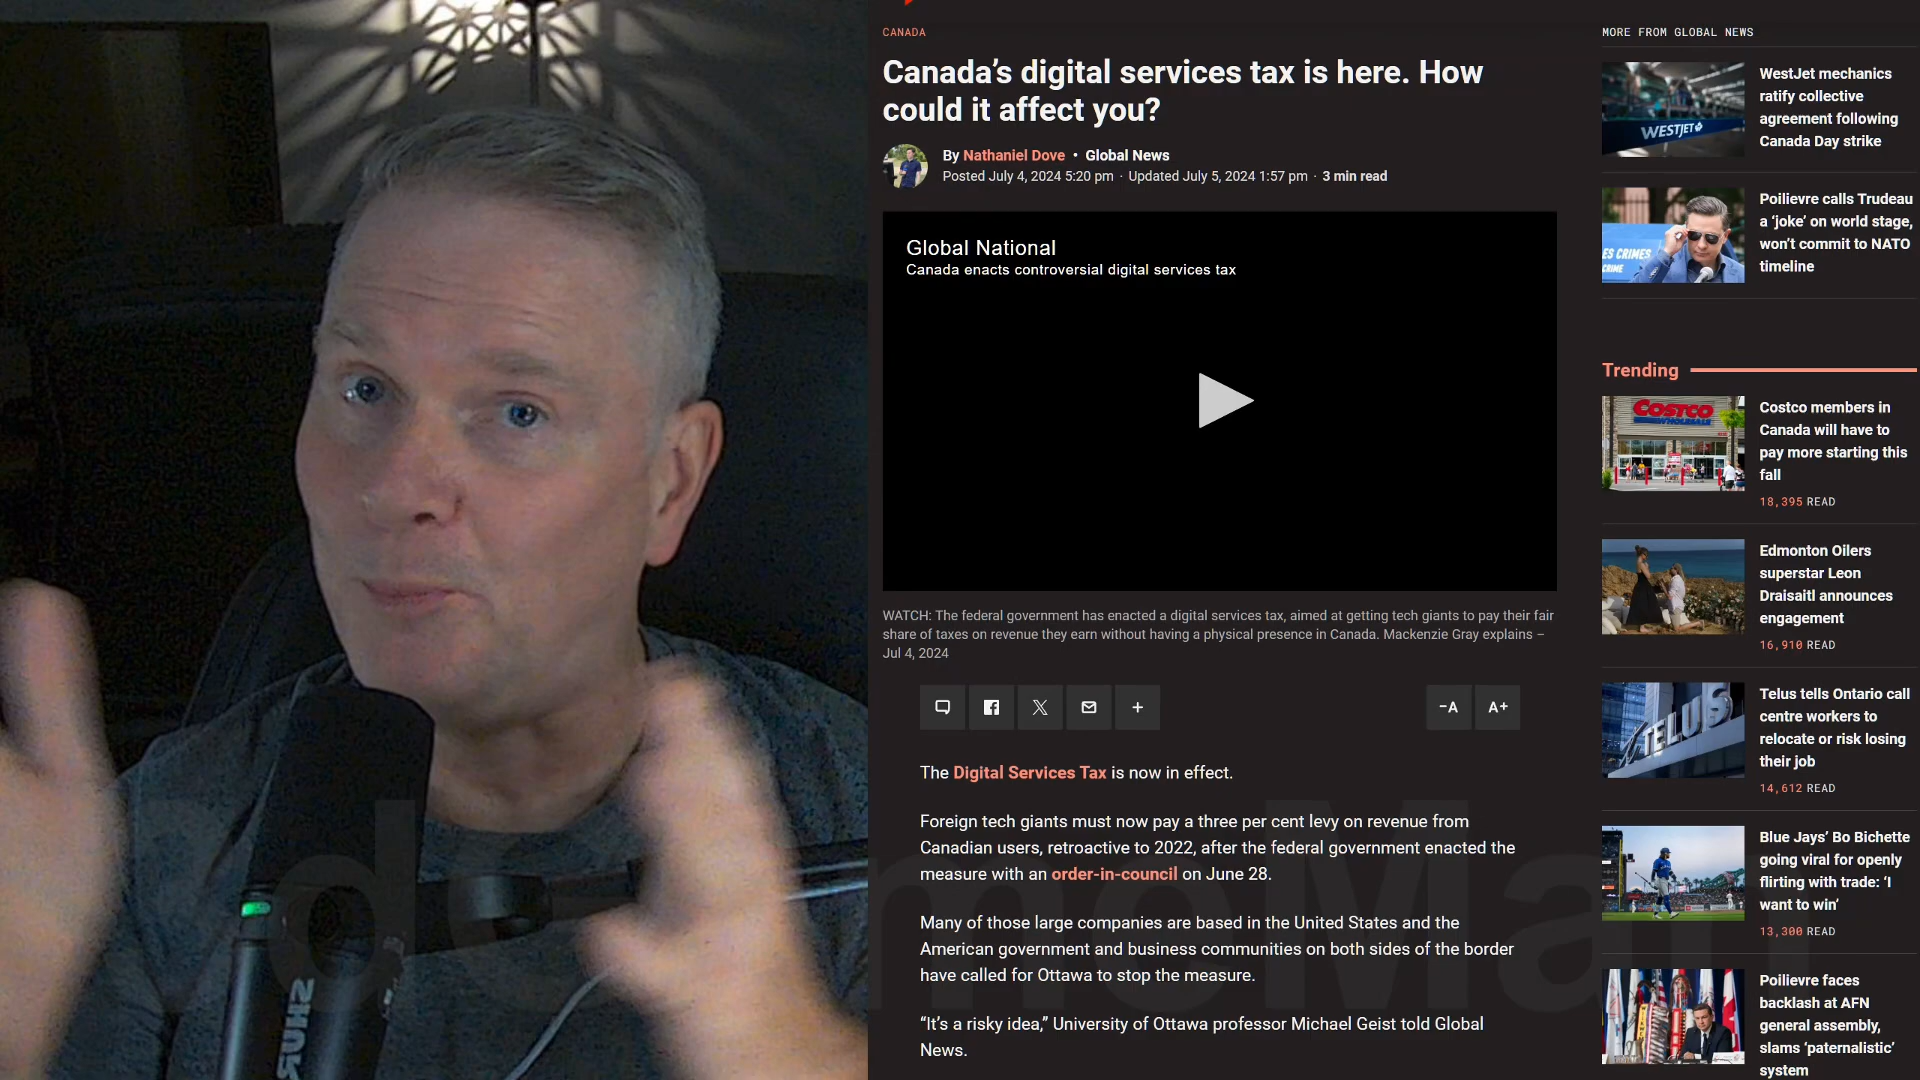 CANADA
Canada’s digital services tax is here. How
could it affect you?
By Nathaniel Dove • Global News
Posted July 4, 2024 5:20 pm · Updated July 5, 2024 1:57 pm · 3 min read
Global National
Canada enacts controversial digital services tax
WATCH: The federal government has enacted a digital services tax, aimed at getting tech giants to pay their fair
share of taxes on revenue they earn without having a physical presence in Canada. Mackenzie Gray explains –
Jul 4, 2024
-A
A+
The Digital Services Tax is now in effect.
Foreign tech giants must now pay a three per cent levy on revenue from
Canadian users, retroactive to 2022, after the federal government enacted the
measure with an order-in-council on June 28.
Many of those large companies are based in the United States and the
American government and business communities on both sides of the border
have called for Ottawa to stop the measure.
“It’s a risky idea,” University of Ottawa professor Michael Geist told Global
News.
MORE FROM GLOBAL NEWS
WESTJET
WestJet mechanics
ratify collective
agreement following
Canada Day strike
ES CRIMES
CRIME
Poilievre calls Trudeau
a ‘joke’ on world stage,
won’t commit to NATO
timeline
Trending
COSTCO
WHOLESALE
Costco members in
Canada will have to
pay more starting this
fall
18,395 READ
Edmonton Oilers
superstar Leon
Draisaitl announces
engagement
16,910 READ
TELUS
Telus tells Ontario call
centre workers to
relocate or risk losing
their job
14,612 READ
Blue Jays’ Bo Bichette
going viral for openly
flirting with trade: ‘I
want to win’
13,300 READ
Poilievre faces
backlash at AFN
general assembly,
slams ‘paternalistic’
system
SHUR